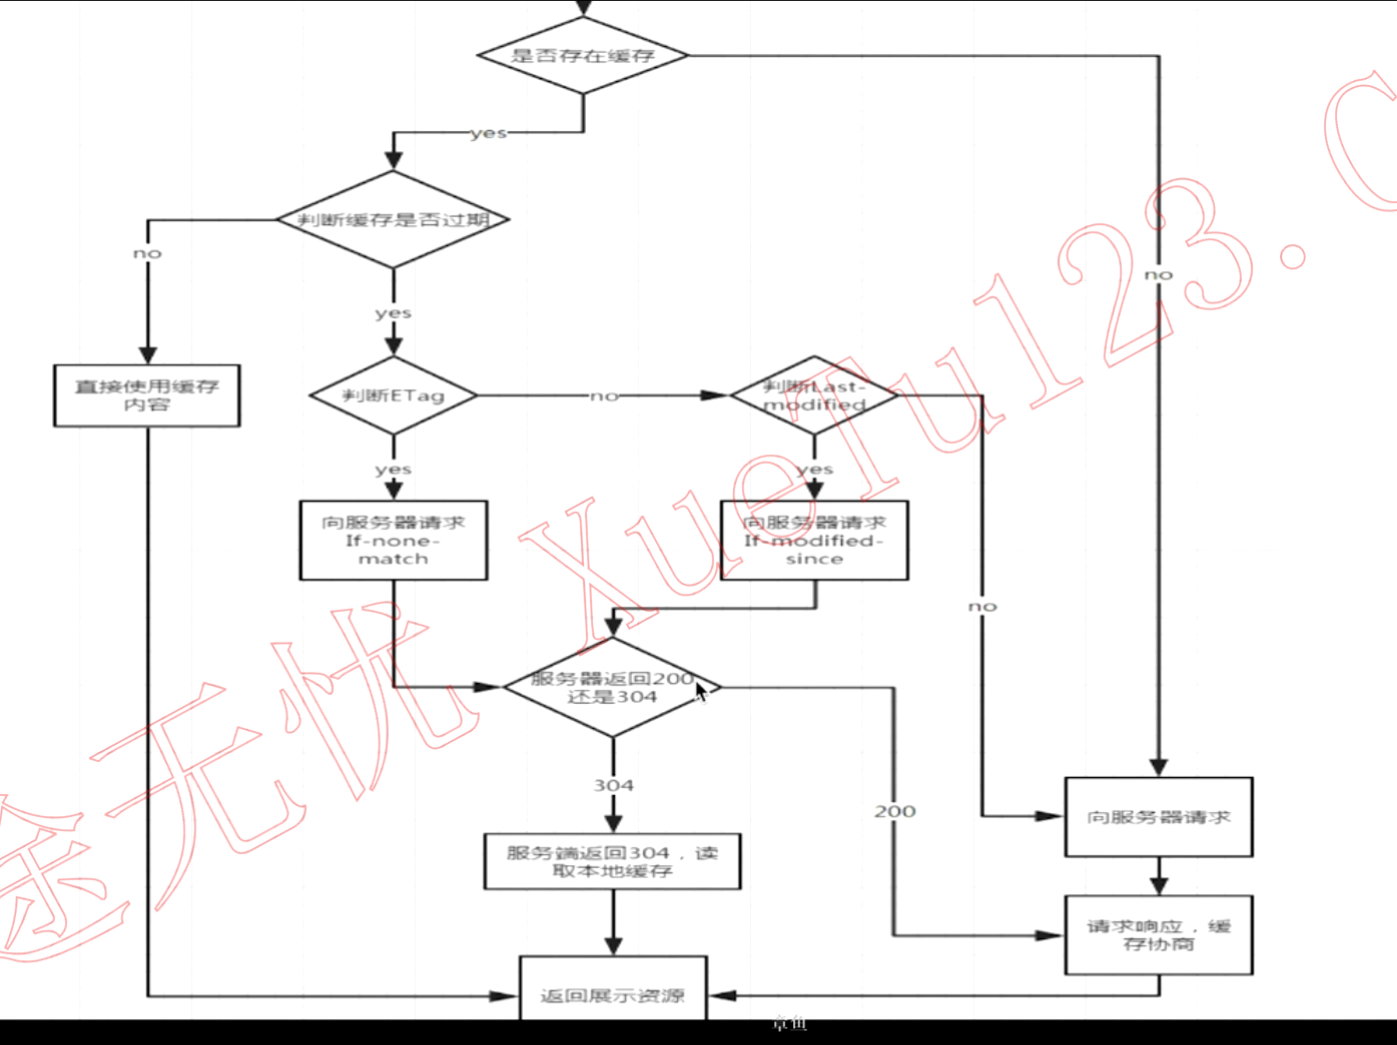 是否存在缓存
yes
判断缓存是否过期
no
no
yes
直接使用缓存
内容
判断ETag
no
判断Last-
modified
yes
yes
向服务器请求
If-none-
match
向服务器请求
If-modified-
since
no
服务器返回200
还是304
304
200
向服务器请求
服务端返回304，读
取本地缓存
请求响应，缓
存协商
返回展示资源
途无忧 XueTu123.C
章鱼